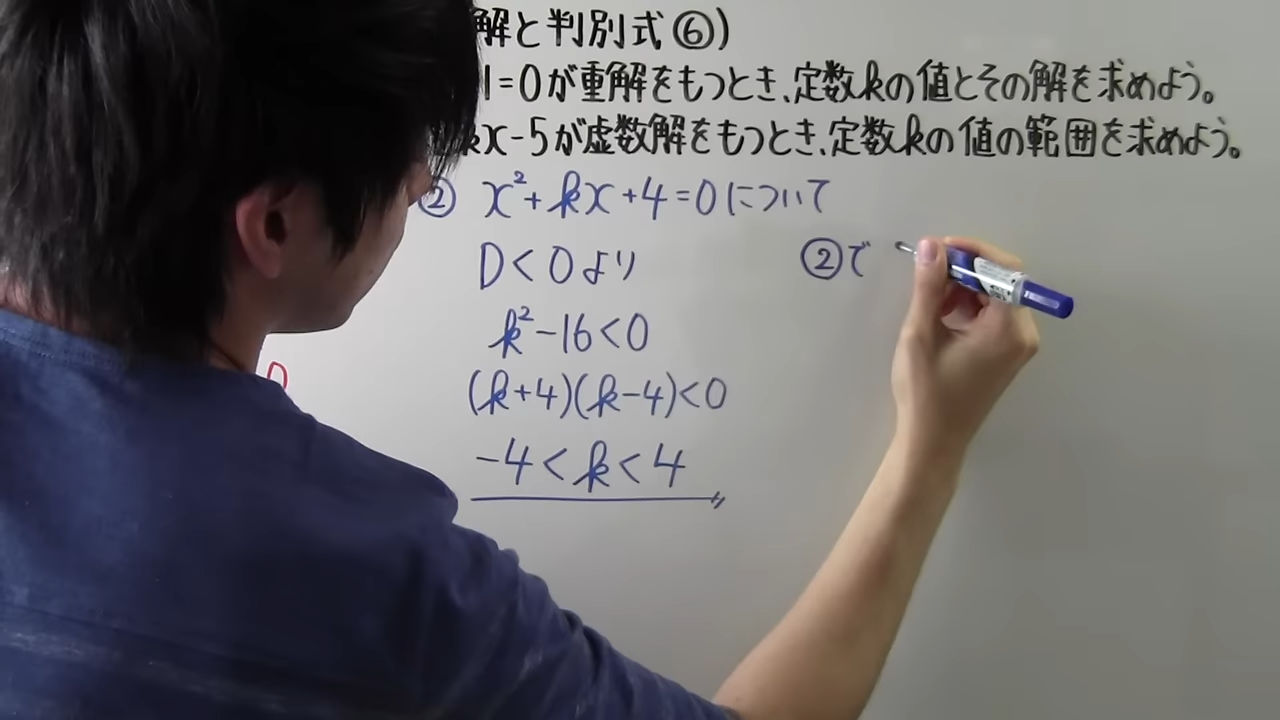 解と判別式⑥)
1=0が重解をもつとき、定数kの値とその解を求めよう。
kx-5が虚数解をもつとき、定数kの値の範囲を求めよう。
② x²+kx+4=0について
D<0より
②で
k²-16<0
(k+4)(k-4)<0
-4<k<4